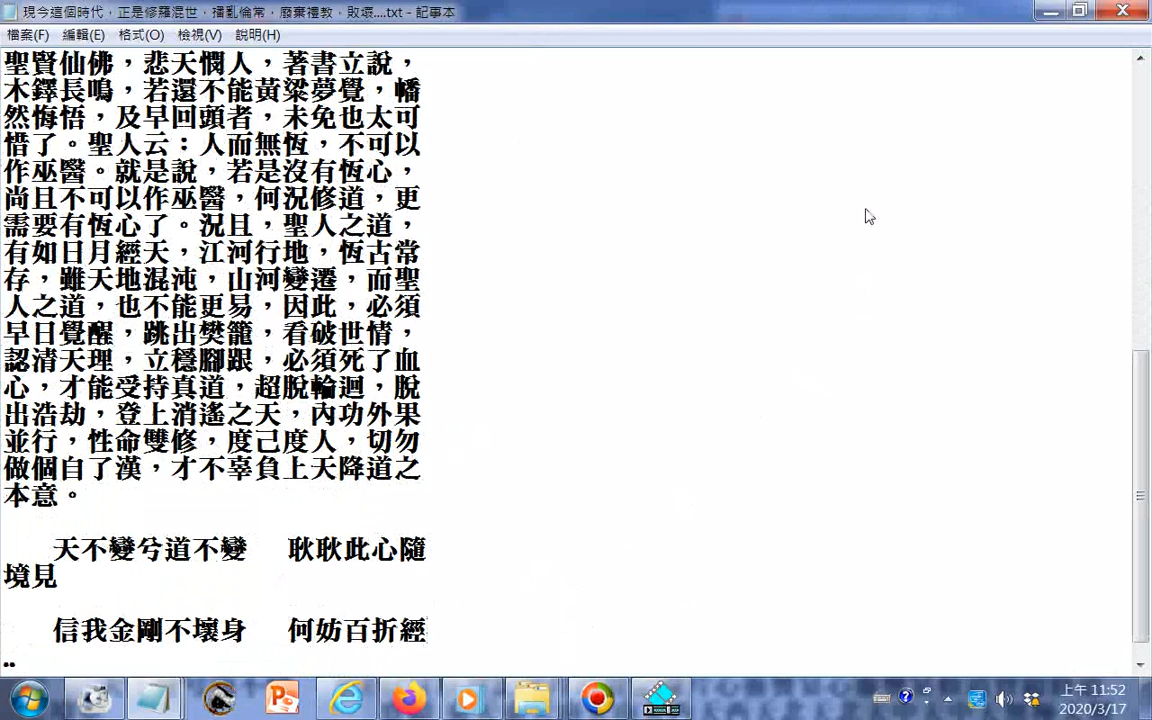 現今這個時代，正是修羅混世，播亂倫常，廢棄禮教，敗壞....txt - 記事本
檔案(F) 編輯(E) 格式(O) 檢視(V) 說明(H)
聖賢仙佛，悲天憫人，著書立說，
木鐸長鳴，若還不能黃粱夢覺，幡
然悔悟，及早回頭者，未免也太可
惜了。聖人云：人而無恆，不可以
作巫醫。就是說，若是沒有恆心，
尚且不可以作巫醫，何況修道，更
需要有恆心了。況且，聖人之道，
有如日月經天，江河行地，恆古常
存，雖天地混沌，山河變遷，而聖
人之道，也不能更易，因此，必須
早日覺醒，跳出樊籠，看破世情，
認清天理，立穩腳跟，必須死了血
心，才能受持真道，超脫輪迴，脫
出浩劫，登上消遙之天，內功外果
並行，性命雙修，度己度人，切勿
做個自了漢，才不辜負上天降道之
本意。
天不變兮道不變 耿耿此心隨
境見
信我金剛不壞身 何妨百折經
上午 11:52
2020/3/17